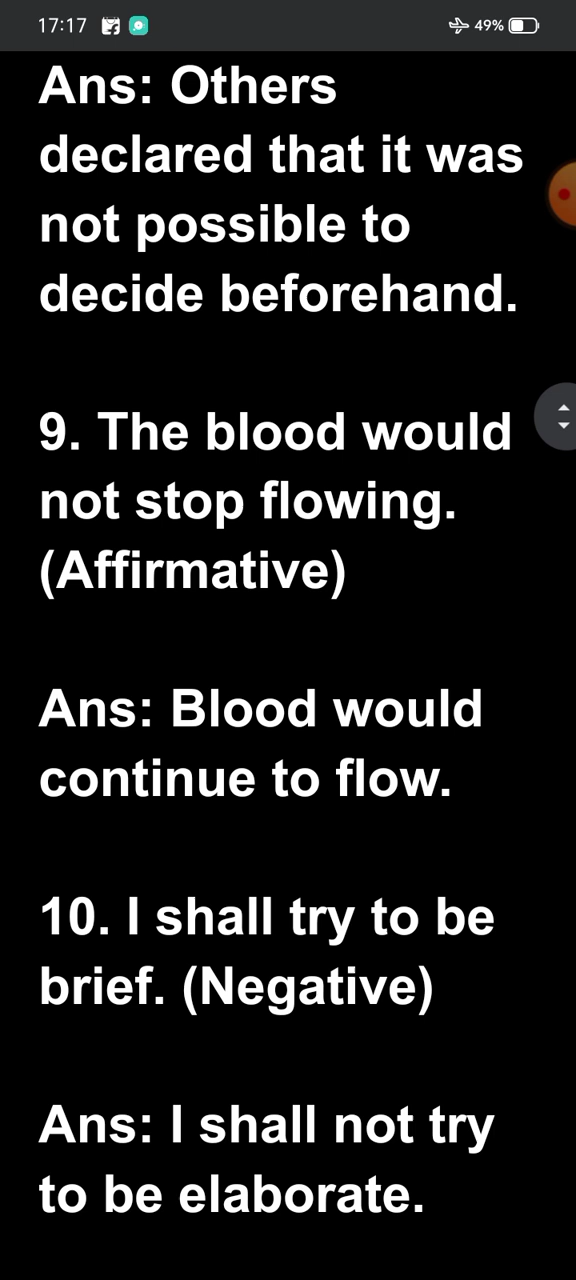 17:17
49%
Ans: Others
declared that it was
not possible to
decide beforehand.
9. The blood would
not stop flowing.
(Affirmative)
Ans: Blood would
continue to flow.
10. I shall try to be
brief. (Negative)
Ans: I shall not try
to be elaborate.